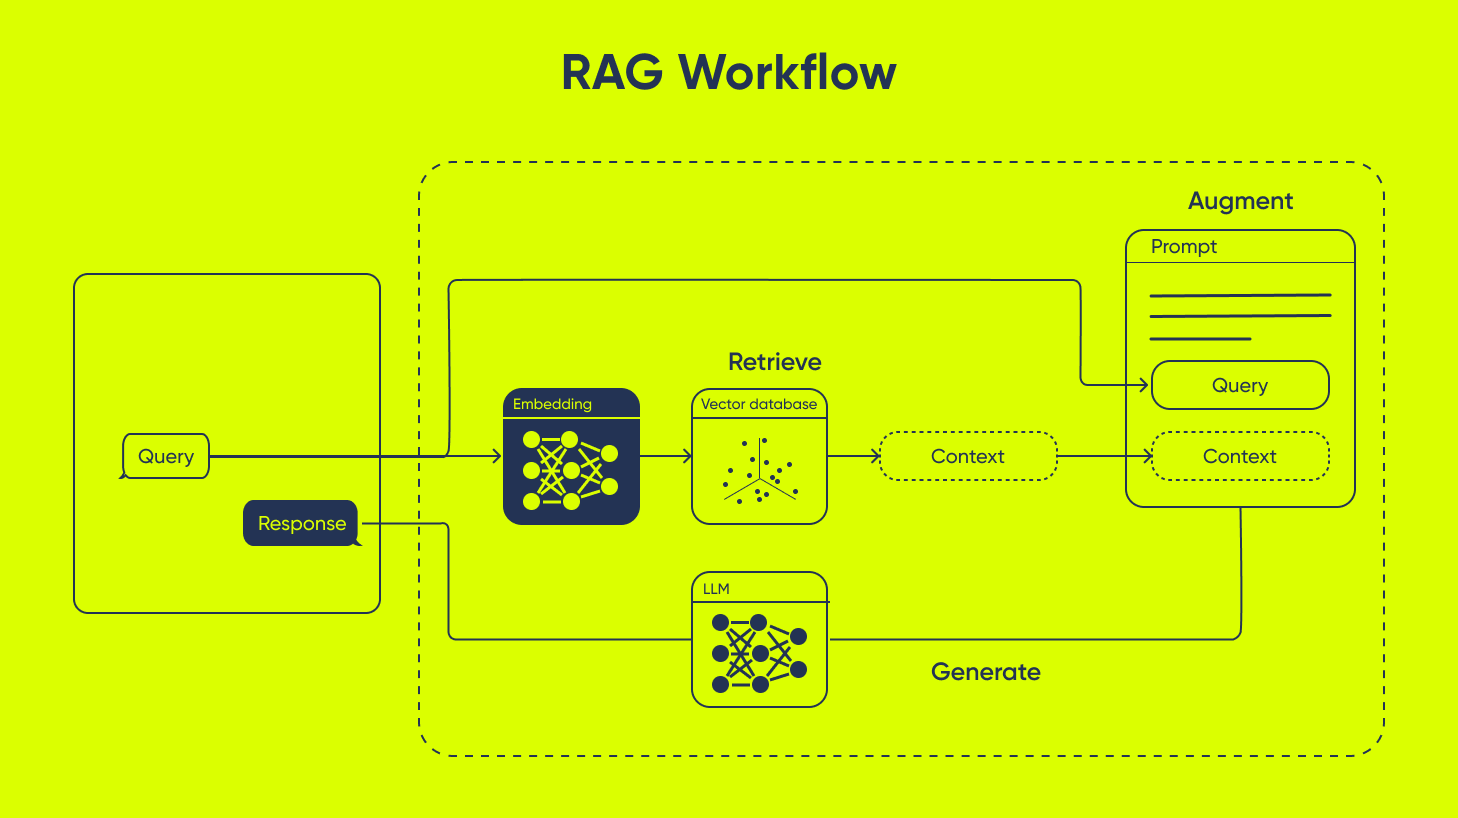 RAG Workflow
Augment
Prompt
Retrieve
Query
Embedding
Vector database
Query
Context
Context
Response
LLM
Generate